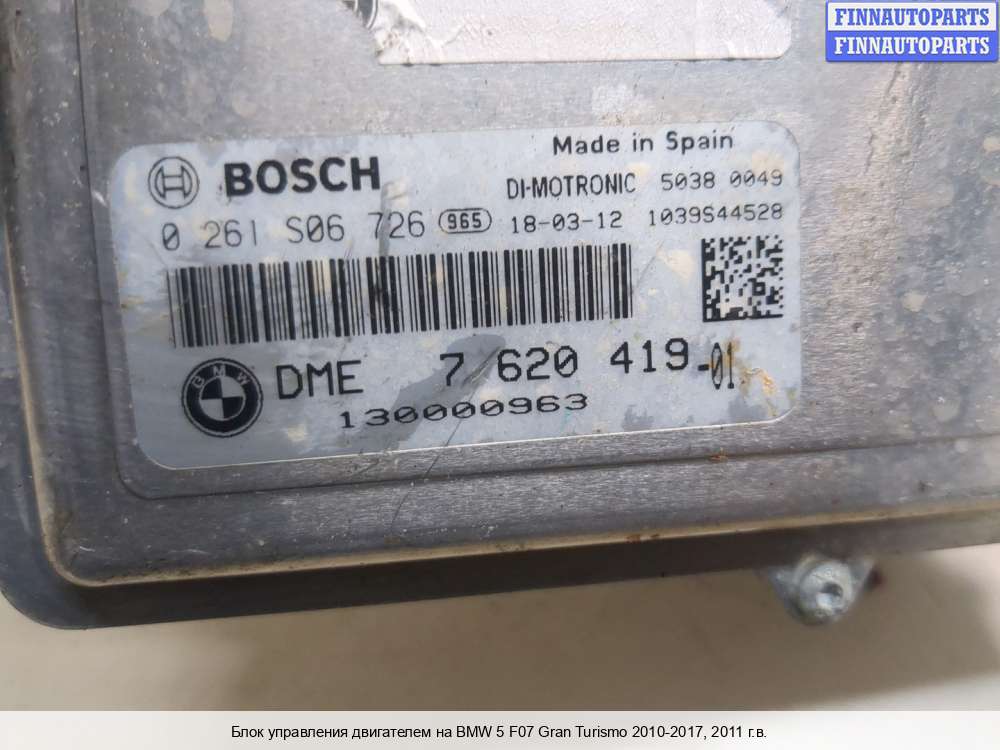 FINNAUTOPARTS
FINNAUTOPARTS
Made in Spain
BOSCH
DI-MOTRONIC 5038 0049
0 261 S06 726 965 18-03-12 1039S44528
BMW
DME 7 620 419-01
130000963
Блок управления двигателем на BMW 5 F07 Gran Turismo 2010-2017, 2011 г.в.